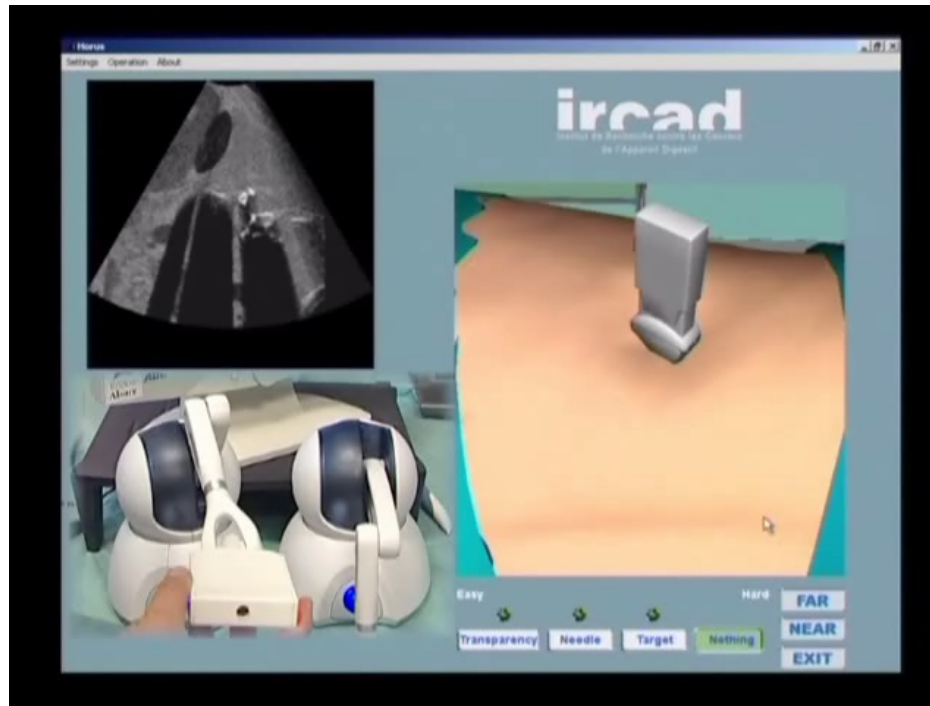 Horus
Settings Operation About
ircad
Institut de Recherche contre les Cancers
de l'Appareil Digestif
Easy
Hard
FAR
Transparency
Needle
Target
Nothing
NEAR
EXIT